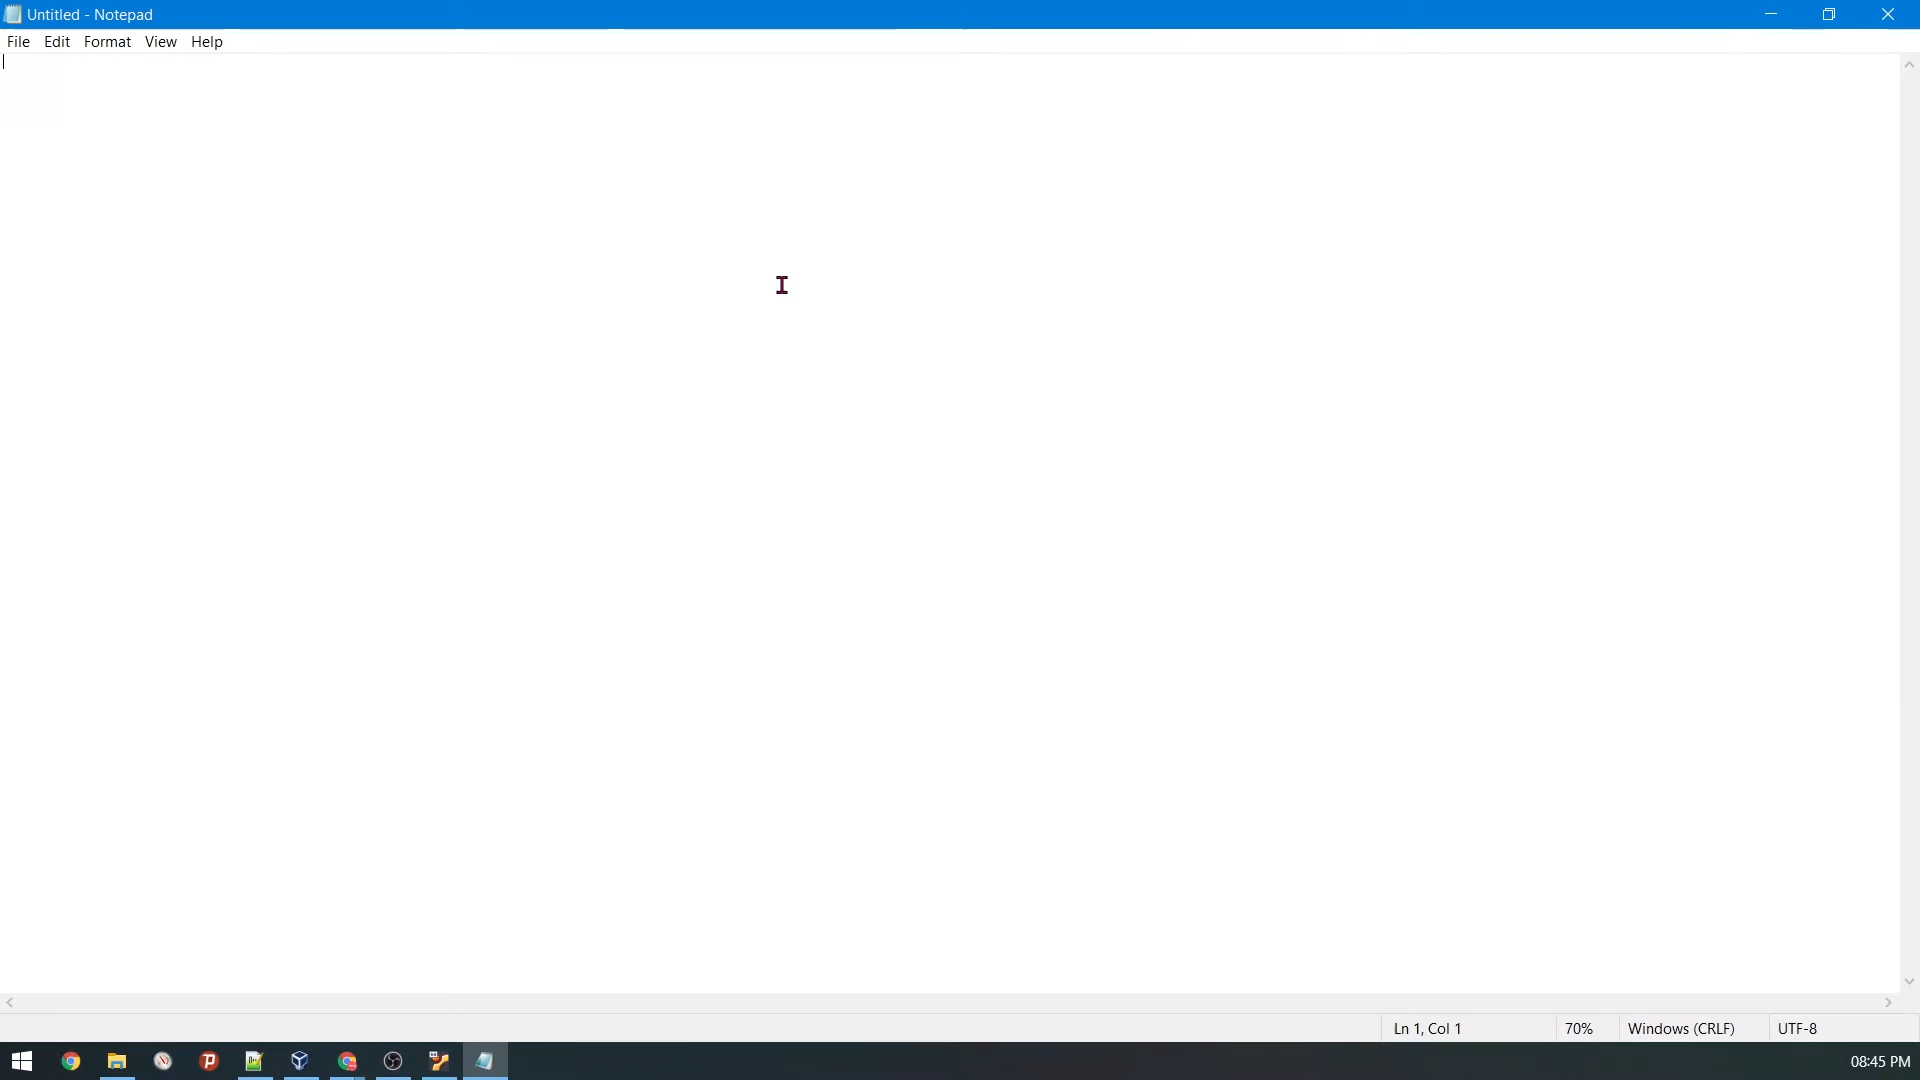 Untitled - Notepad
File Edit Format View Help
Ln 1, Col 1 70% Windows (CRLF) UTF-8
08:45 PM